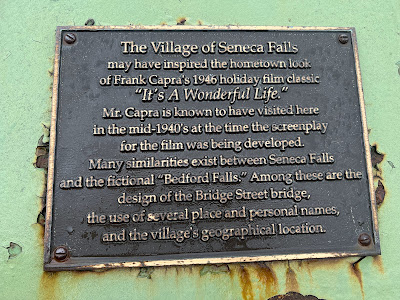 The Village of Seneca Falls
may have inspired the hometown look
of Frank Capra's 1946 holiday film classic
"It's A Wonderful Life."
Mr. Capra is known to have visited here
in the mid-1940's at the time the screenplay
for the film was being developed.
Many similarities exist between Seneca Falls
and the fictional "Bedford Falls." Among these are the
design of the Bridge Street bridge,
the use of several place and personal names,
and the village's geographical location.